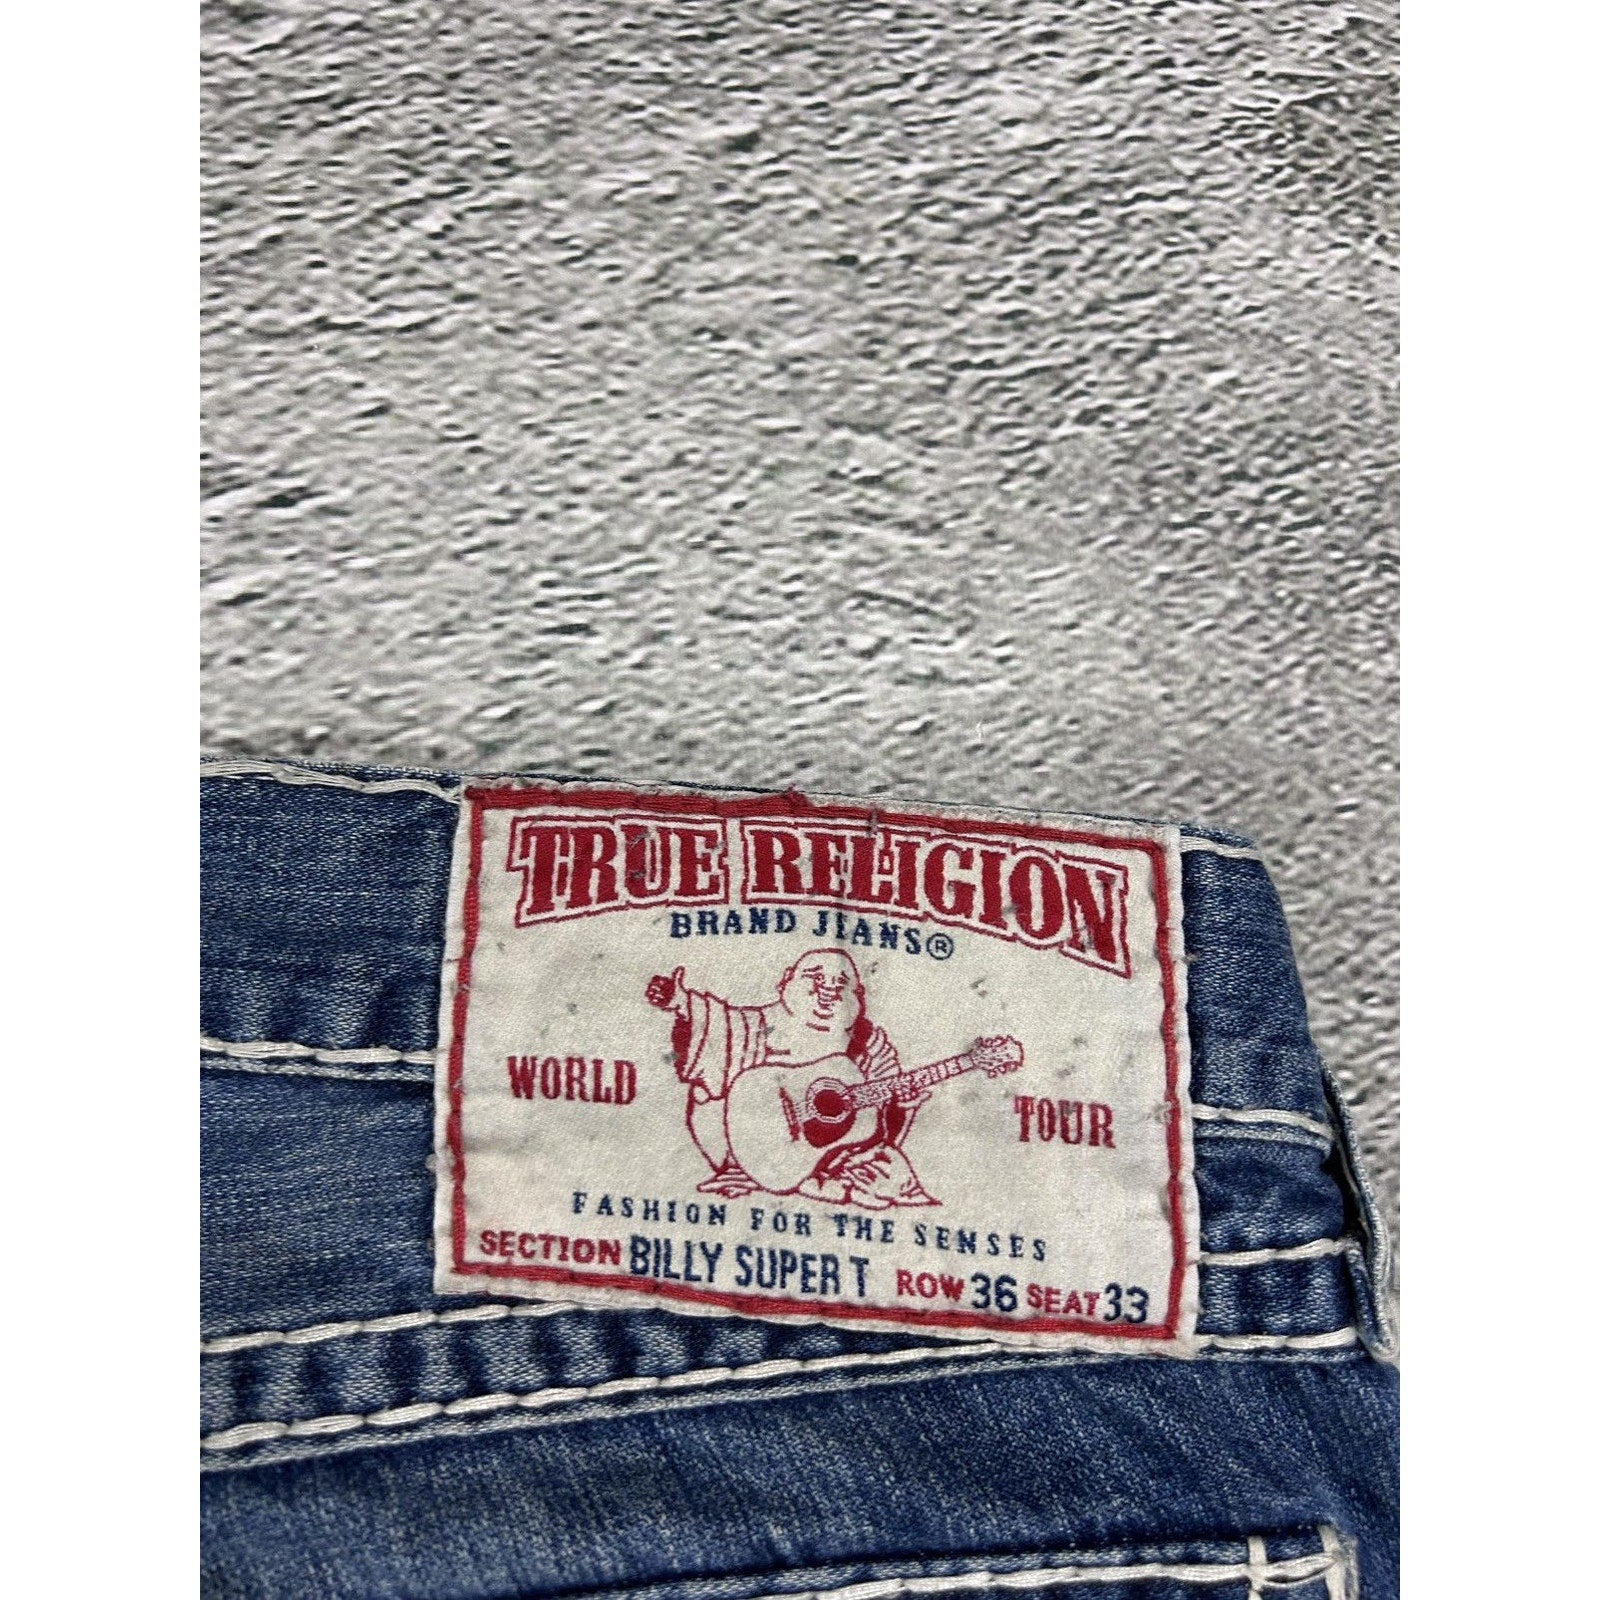 TRUE RELIGION
BRAND JEANS®
WORLD TOUR
FASHION FOR THE SENSES
SECTION BILLY SUPER T ROW 36 SEAT 33